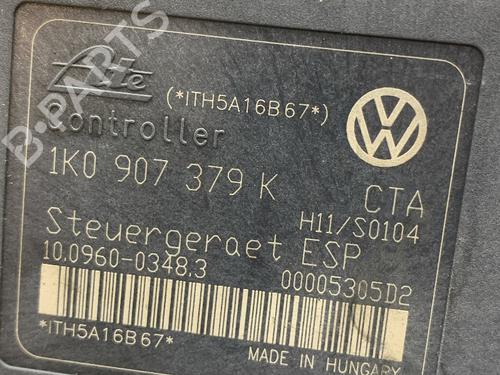 Ate
(*ITH5A16B67*)
Controller
1K0 907 379 K
CTA
H11/S0104
Steuergeraet ESP
10.0960-0348.3
00005305D2
*ITH5A16B67*
MADE IN HUNGARY
B-PARTS